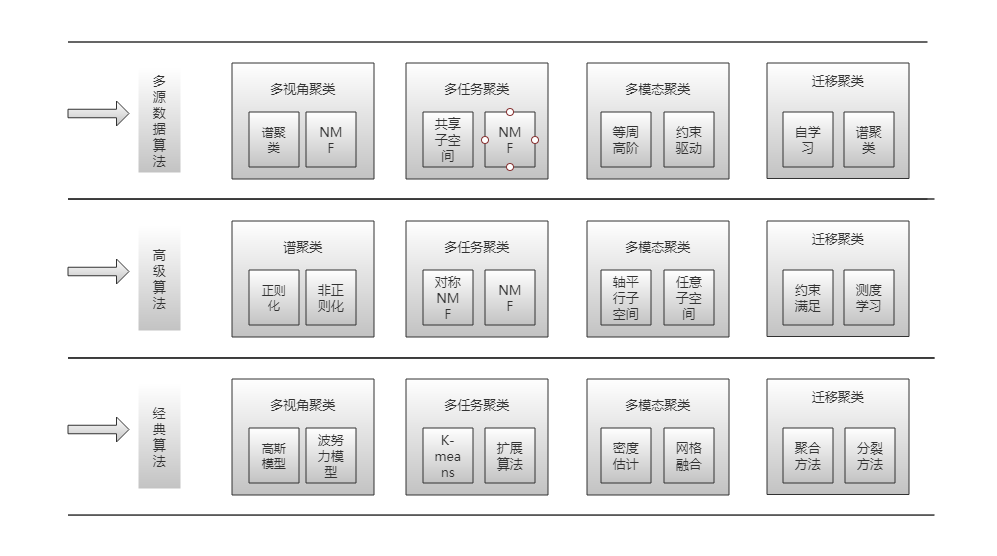 多
源
数
据
算
法
多视角聚类
谱聚
类
NM
F
多任务聚类
共享
子空
间
NM
F
多模态聚类
等周
高阶
约束
驱动
迁移聚类
自学
习
谱聚
类
高
级
算
法
谱聚类
正则
化
非正
则化
多任务聚类
对称
NM
F
NM
F
多模态聚类
轴平
行子
空间
任意
子空
间
迁移聚类
约束
满足
测度
学习
经
典
算
法
多视角聚类
高斯
模型
波努
力模
型
多任务聚类
K-
mea
ns
扩展
算法
多模态聚类
密度
估计
网格
融合
迁移聚类
聚合
方法
分裂
方法